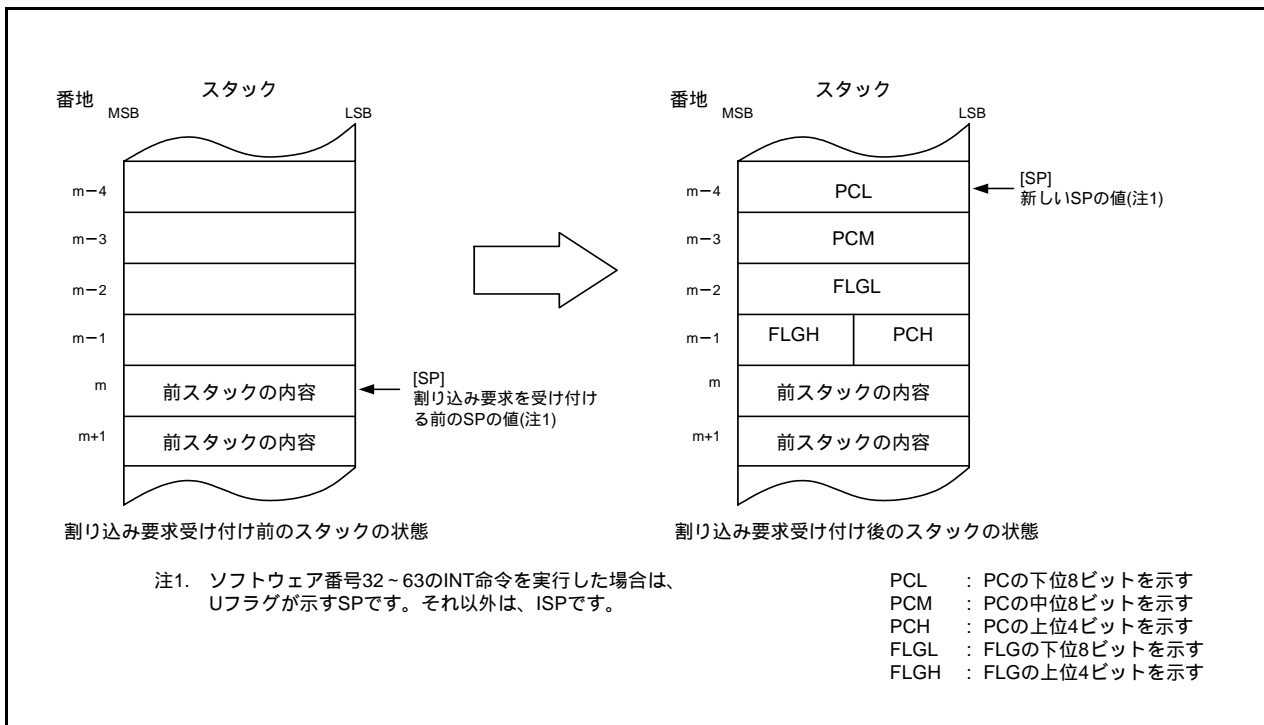 スタック
番地
MSB
LSB
m－4
m－3
m－2
m－1
m
前スタックの内容
m+1
前スタックの内容
[SP]
割り込み要求を受け付け
る前のSPの値(注1)
割り込み要求受け付け前のスタックの状態
スタック
番地
MSB
LSB
m－4
PCL
[SP]
新しいSPの値(注1)
m－3
PCM
m－2
FLGL
m－1
FLGH
PCH
m
前スタックの内容
m+1
前スタックの内容
割り込み要求受け付け後のスタックの状態
注1. ソフトウェア番号32～63のINT命令を実行した場合は、
Uフラグが示すSPです。それ以外は、ISPです。
PCL : PCの下位8ビットを示す
PCM : PCの中位8ビットを示す
PCH : PCの上位4ビットを示す
FLGL : FLGの下位8ビットを示す
FLGH : FLGの上位4ビットを示す